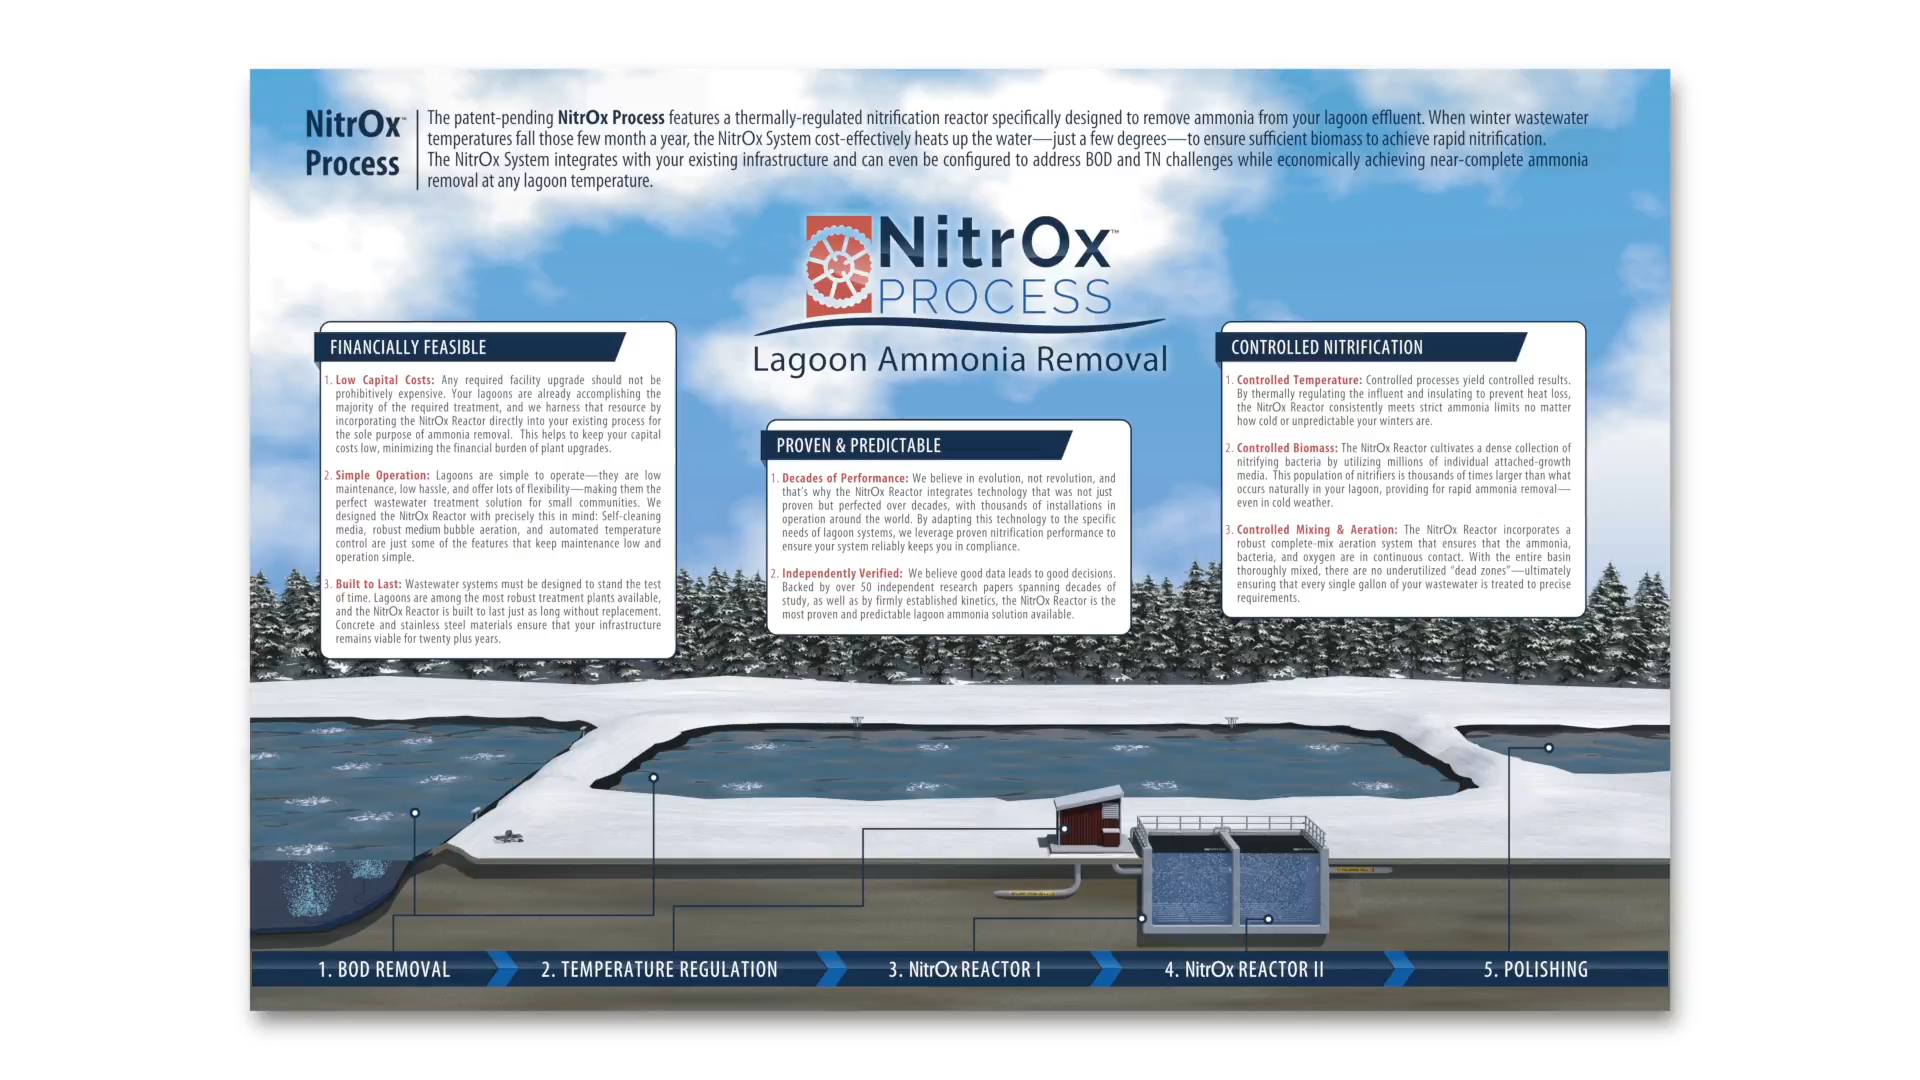 NitrOx™
Process
The patent-pending NitrOx Process features a thermally-regulated nitrification reactor specifically designed to remove ammonia from your lagoon effluent. When winter wastewater
temperatures fall those few month a year, the NitrOx System cost-effectively heats up the water—just a few degrees—to ensure sufficient biomass to achieve rapid nitrification.
The NitrOx System integrates with your existing infrastructure and can even be configured to address BOD and TN challenges while economically achieving near-complete ammonia
removal at any lagoon temperature.
NitrOx™
PROCESS
Lagoon Ammonia Removal
FINANCIALLY FEASIBLE
1. Low Capital Costs: Any required facility upgrade should not be
prohibitively expensive. Your lagoons are already accomplishing the
majority of the required treatment, and we harness that resource by
incorporating the NitrOx Reactor directly into your existing process for
the sole purpose of ammonia removal. This helps to keep your capital
costs low, minimizing the financial burden of plant upgrades.
2. Simple Operation: Lagoons are simple to operate—they are low
maintenance, low hassle, and offer lots of flexibility—making them the
perfect wastewater treatment solution for small communities. We
designed the NitrOx Reactor with precisely this in mind: Self-cleaning
media, robust medium bubble aeration, and automated temperature
control are just some of the features that keep maintenance low and
operation simple.
3. Built to Last: Wastewater systems must be designed to stand the test
of time. Lagoons are among the most robust treatment plants available,
and the NitrOx Reactor is built to last just as long without replacement.
Concrete and stainless steel materials ensure that your infrastructure
remains viable for twenty plus years.
PROVEN & PREDICTABLE
1. Decades of Performance: We believe in evolution, not revolution, and
that's why the NitrOx Reactor integrates technology that was not just
proven but perfected over decades, with thousands of installations in
operation around the world. By adapting this technology to the specific
needs of lagoon systems, we leverage proven nitrification performance to
ensure your system reliably keeps you in compliance.
2. Independently Verified: We believe good data leads to good decisions.
Backed by over 50 independent research papers spanning decades of
study, as well as by firmly established kinetics, the NitrOx Reactor is the
most proven and predictable lagoon ammonia solution available.
CONTROLLED NITRIFICATION
1. Controlled Temperature: Controlled processes yield controlled results.
By thermally regulating the influent and insulating to prevent heat loss,
the NitrOx Reactor consistently meets strict ammonia limits no matter
how cold or unpredictable your winters are.
2. Controlled Biomass: The NitrOx Reactor cultivates a dense collection of
nitrifying bacteria by utilizing millions of individual attached-growth
media. This population of nitrifiers is thousands of times larger than what
occurs naturally in your lagoon, providing for rapid ammonia removal—
even in cold weather.
3. Controlled Mixing & Aeration: The NitrOx Reactor incorporates a
robust complete-mix aeration system that ensures that the ammonia,
bacteria, and oxygen are in continuous contact. With the entire basin
thoroughly mixed, there are no underutilized "dead zones"—ultimately
ensuring that every single gallon of your wastewater is treated to precise
requirements.
1. BOD REMOVAL
2. TEMPERATURE REGULATION
3. NitrOx REACTOR I
4. NitrOx REACTOR II
5. POLISHING